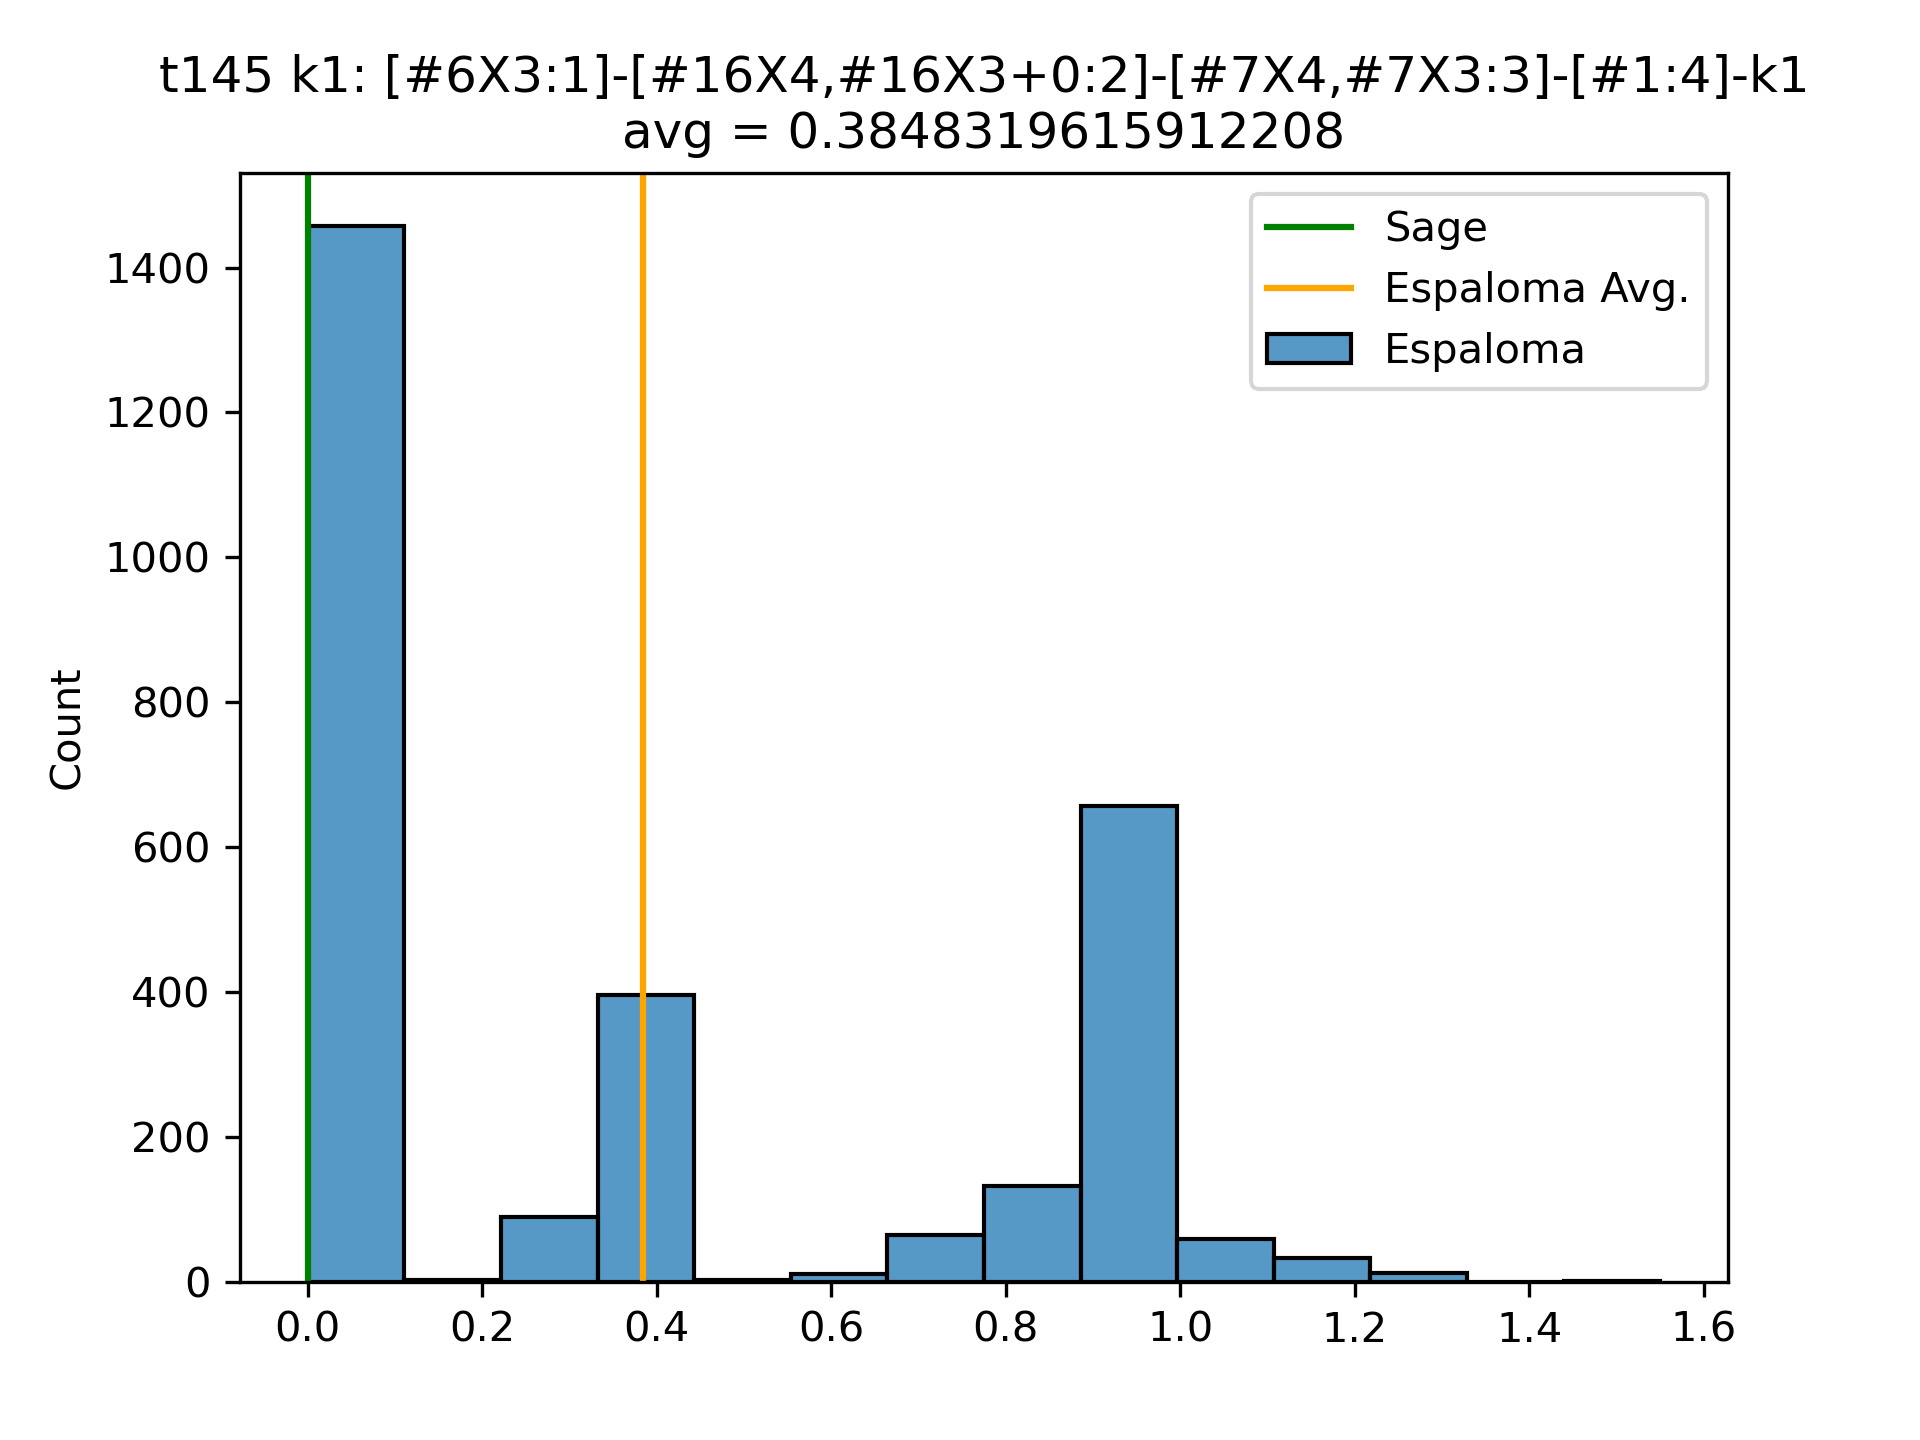 t145 k1: [#6X3:1]-[#16X4,#16X3+0:2]-[#7X4,#7X3:3]-[#1:4]-k1
avg = 0.3848319615912208
Sage
Espaloma Avg.
Espaloma
Count
1400
1200
1000
800
600
400
200
0
0.0 0.2 0.4 0.6 0.8 1.0 1.2 1.4 1.6